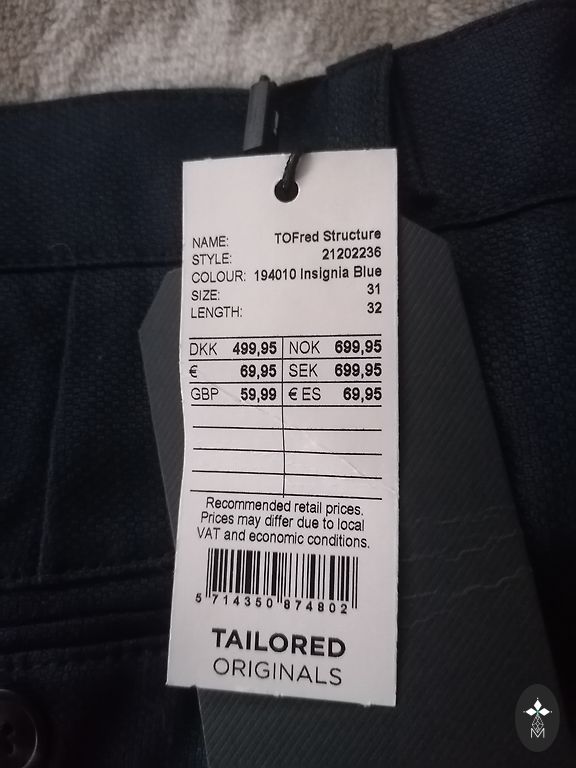 NAME: TOFred Structure
STYLE: 21202236
COLOUR: 194010 Insignia Blue
SIZE: 31
LENGTH: 32
DKK 499,95 NOK 699,95
€ 69,95 SEK 699,95
GBP 59,99 € ES 69,95
Recommended retail prices.
Prices may differ due to local
VAT and economic conditions.
5 714350 874802
TAILORED
ORIGINALS
M